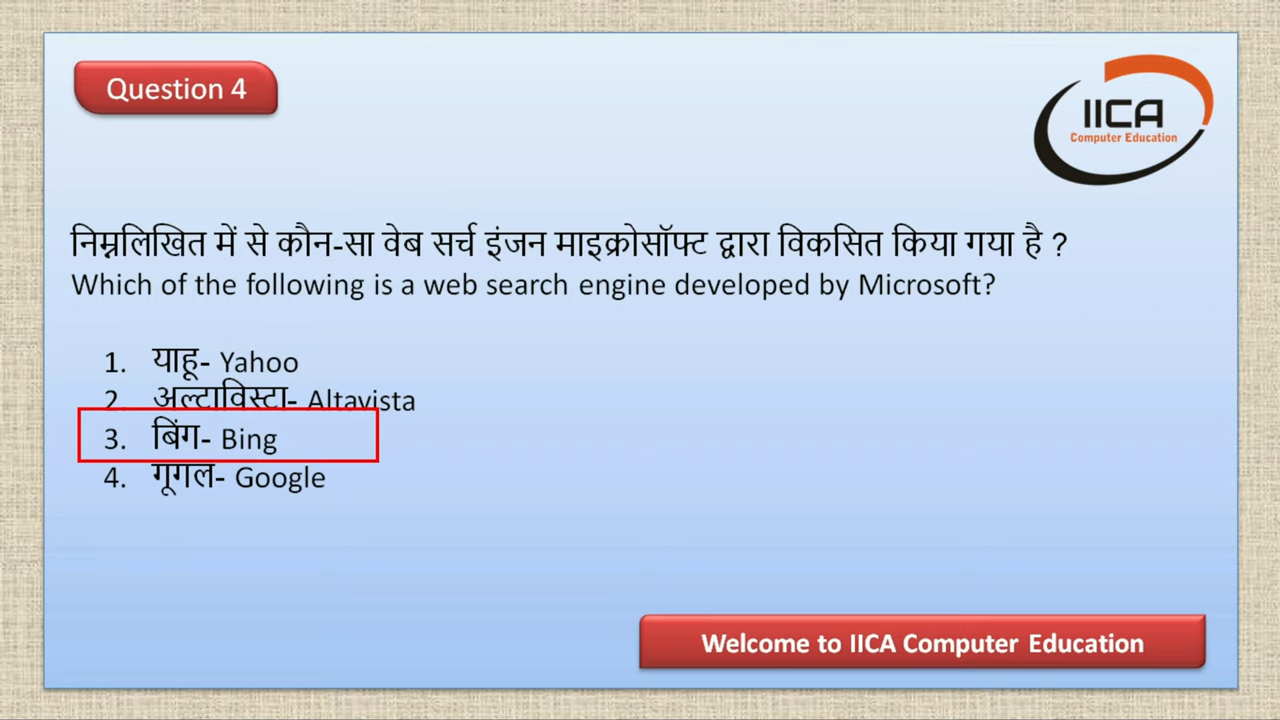 Question 4
IICA
Computer Education
निम्नलिखित में से कौन-सा वेब सर्च इंजन माइक्रोसॉफ्ट द्वारा विकसित किया गया है ?
Which of the following is a web search engine developed by Microsoft?
1. याहू- Yahoo
2. अल्टाविस्टा- Altavista
3. बिंग- Bing
4. गूगल- Google
Welcome to IICA Computer Education